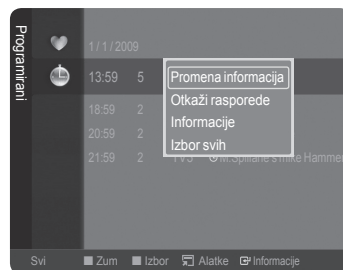 Programirani
1 / 1 / 2009
13:59 5
Promena informacija
Otkaži rasporede
Informacije
Izbor svih
18:59 2
20:59 2
21:59 2 TV3 M.Spillane's mike Hammer
Svi Zum Izbor Alatke Informacije